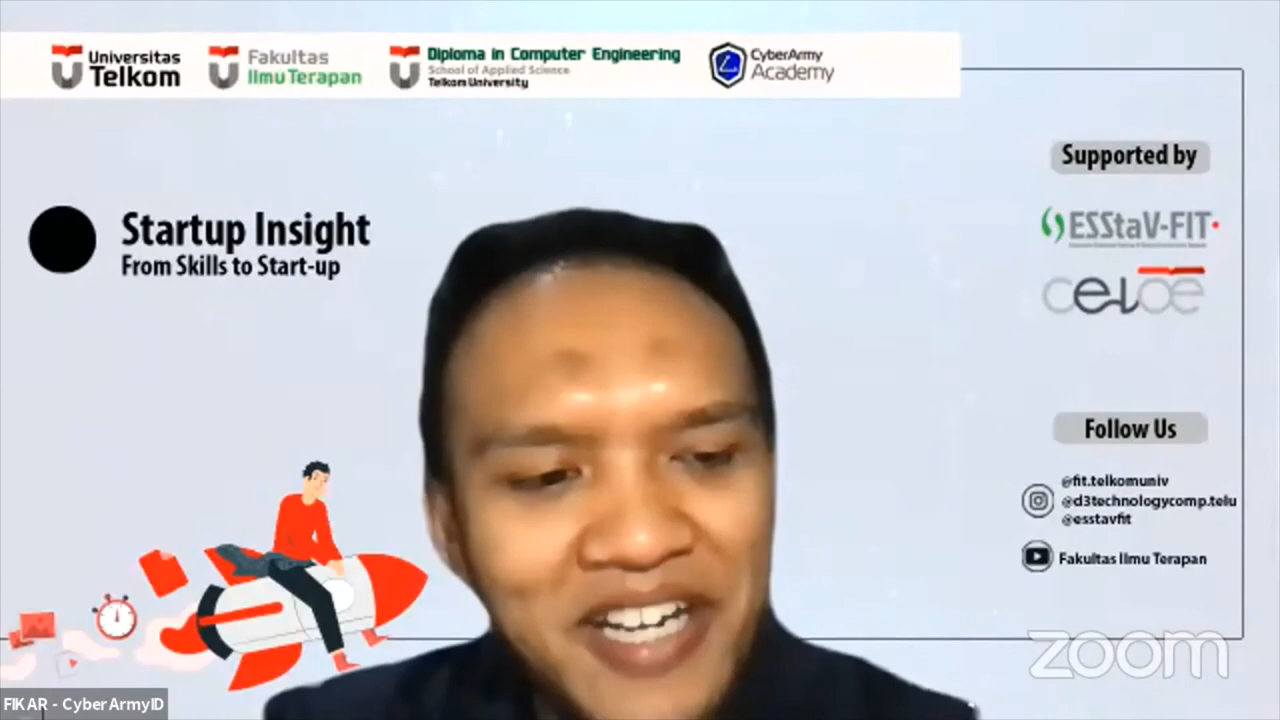 Universitas
Telkom
Fakultas
Ilmu Terapan
Diploma in Computer Engineering
School of Applied Science
Telkom University
CyberArmy
Academy
Supported by
Startup Insight
From Skills to Start-up
ESStaV-FIT
celoe
Follow Us
@fit.telkomuniv
@d3technologycomp.telu
@esstavfit
Fakultas Ilmu Terapan
zoom
FIKAR - CyberArmyID